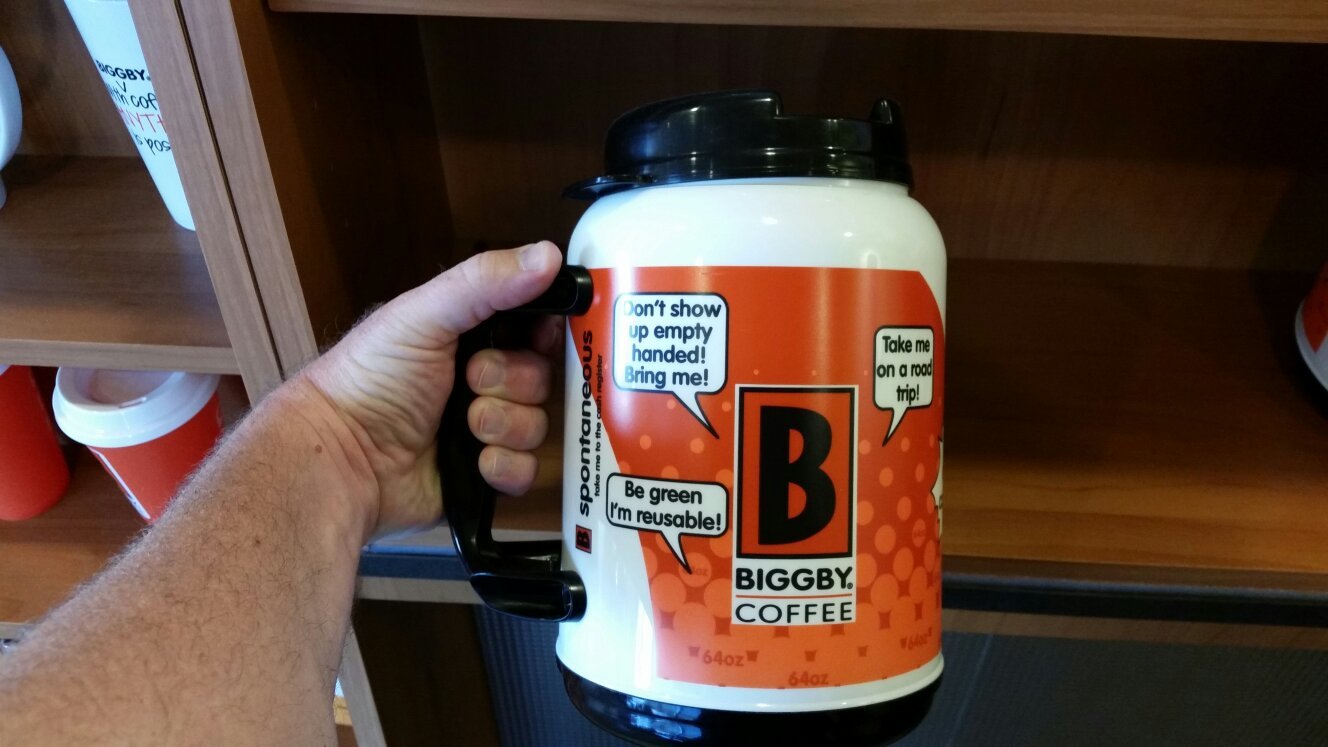 BIGGBY
coffee
Don't show
up empty
handed!
Bring me!
Take me
on a road
trip!
B spontaneous
take me to the cash register
Be green
I'm reusable!
B
BIGGBY®
COFFEE
64oz
64oz
64oz